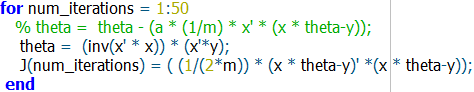 for num_iterations = 1:50
% theta = theta - (a * (1/m) * x' * (x * theta-y));
theta = (inv(x' * x)) * (x'*y);
J(num_iterations) = ( (1/(2*m)) * (x * theta-y)' *(x * theta-y));
end